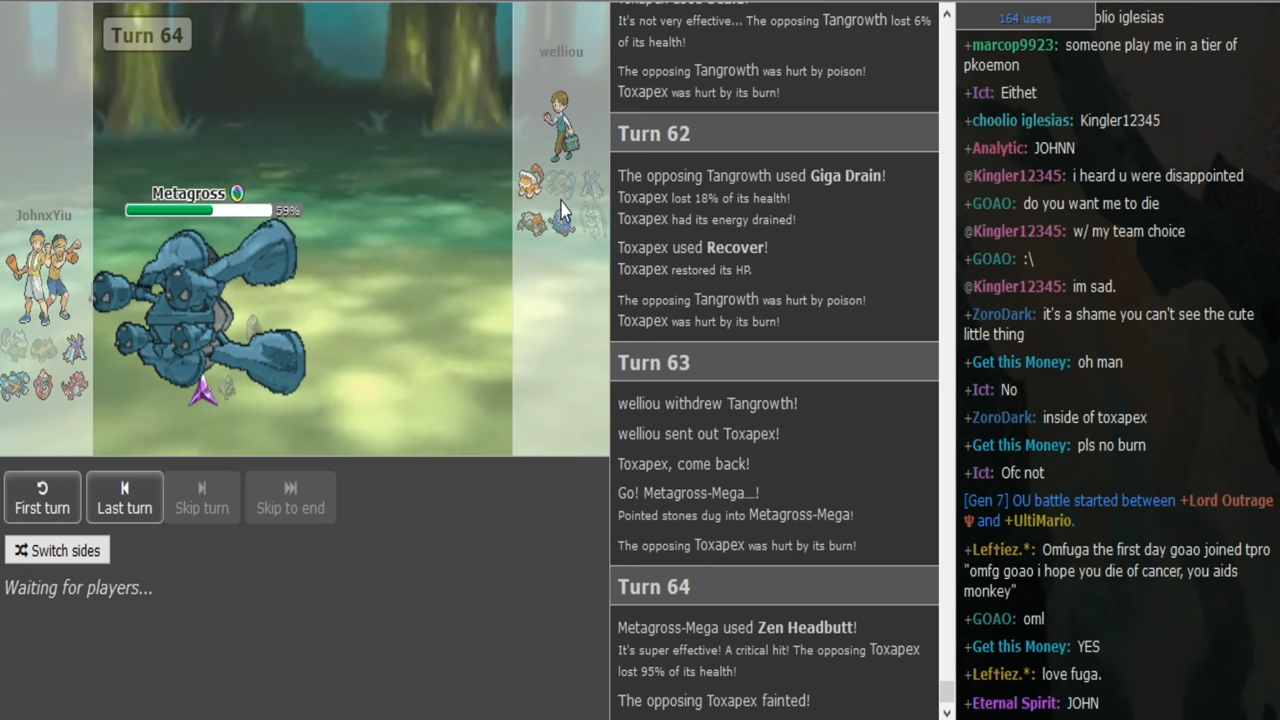 Turn 64
welliou
Metagross
59%
JohnxYiu
First turn
Last turn
Skip turn
Skip to end
Switch sides
Waiting for players...
It's not very effective... The opposing Tangrowth lost 6%
of its health!
The opposing Tangrowth was hurt by poison!
Toxapex was hurt by its burn!
Turn 62
The opposing Tangrowth used Giga Drain!
Toxapex lost 18% of its health!
Toxapex had its energy drained!
Toxapex used Recover!
Toxapex restored its HP.
The opposing Tangrowth was hurt by poison!
Toxapex was hurt by its burn!
Turn 63
welliou withdrew Tangrowth!
welliou sent out Toxapex!
Toxapex, come back!
Go! Metagross-Mega
Pointed stones dug into Metagross-Mega!
The opposing Toxapex was hurt by its burn!
Turn 64
Metagross-Mega used Zen Headbutt!
It's super effective! A critical hit! The opposing Toxapex
lost 95% of its health!
The opposing Toxapex fainted!
164 users
olio iglesias
+marcop9923: someone play me in a tier of
pkoemon
+Ict: Eithet
+choolio iglesias: Kingler12345
+Analytic: JOHNN
@Kingler12345: i heard u were disappointed
+GOAO: do you want me to die
@Kingler12345: w/ my team choice
+GOAO: :\
@Kingler12345: im sad.
+ZoroDark: it's a shame you can't see the cute
little thing
+Get this Money: oh man
+Ict: No
+ZoroDark: inside of toxapex
+Get this Money: pls no burn
+Ict: Ofc not
[Gen 7] OU battle started between +Lord Outrage
Ψ and +UltiMario.
+Leftiez.*: Omfuga the first day goao joined tpro
"omfg goao i hope you die of cancer, you aids
monkey"
+GOAO: oml
+Get this Money: YES
+Leftiez.*: love fuga.
+Eternal Spirit: JOHN